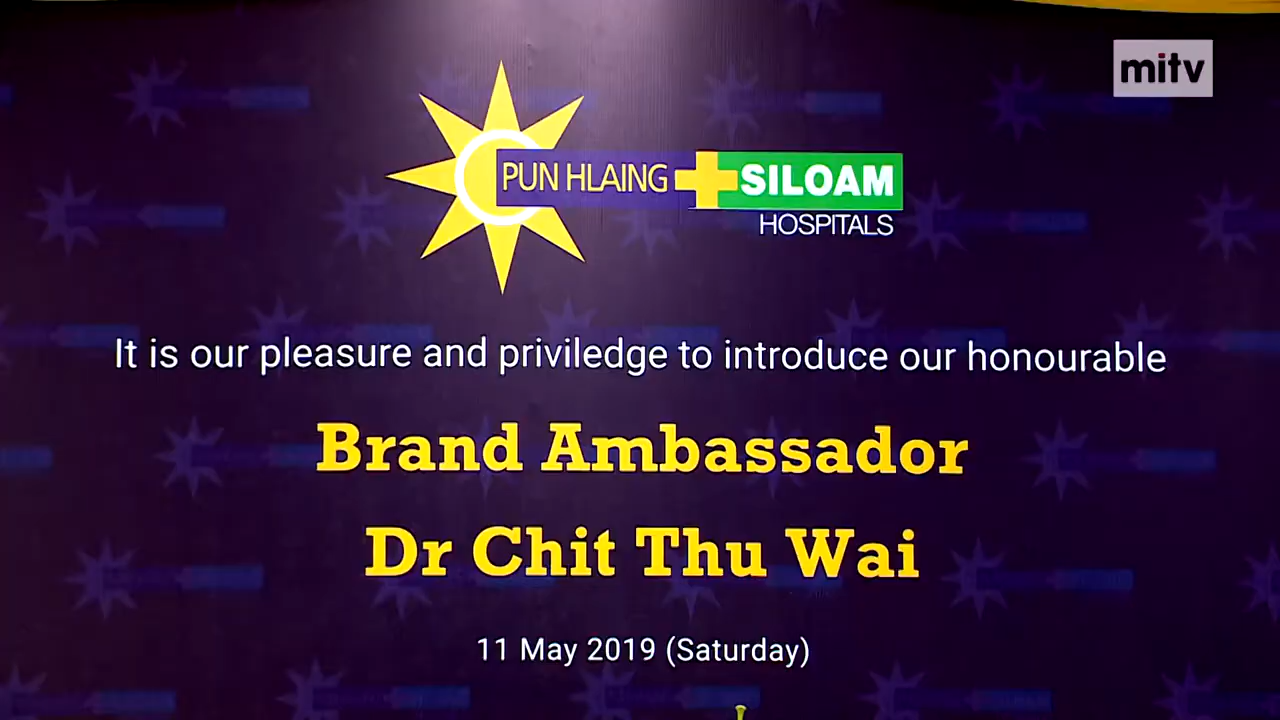 mitv
PUN HLAING SILOAM
HOSPITALS
It is our pleasure and priviledge to introduce our honourable
Brand Ambassador
Dr Chit Thu Wai
11 May 2019 (Saturday)